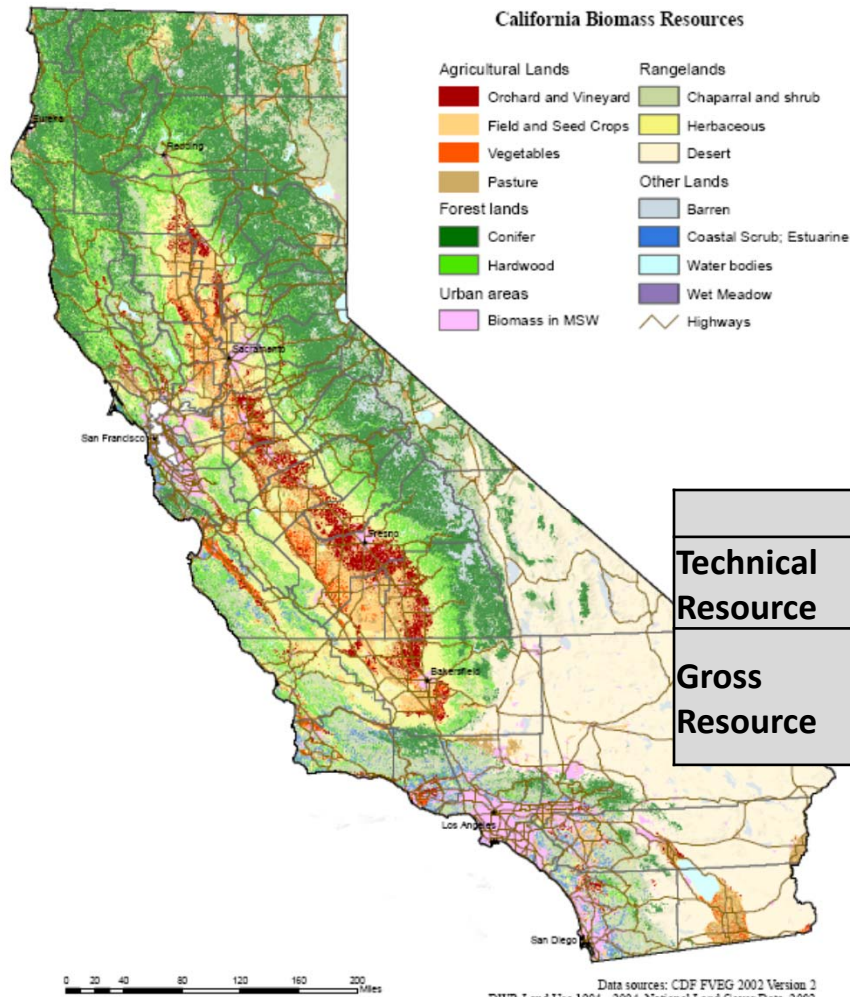 California Biomass Resources
Agricultural Lands
Orchard and Vineyard
Field and Seed Crops
Vegetables
Pasture
Forest lands
Conifer
Hardwood
Urban areas
Biomass in MSW
Rangelands
Chaparral and shrub
Herbaceous
Desert
Other Lands
Barren
Coastal Scrub; Estuarine
Water bodies
Wet Meadow
Highways
Eureka
Redding
Sacramento
San Francisco
Fresno
Bakersfield
Los Angeles
San Diego
Technical
Resource
Gross
Resource
0 20 40 80 120 160 200
Miles
Data sources: CDF FVEG 2002 Version 2